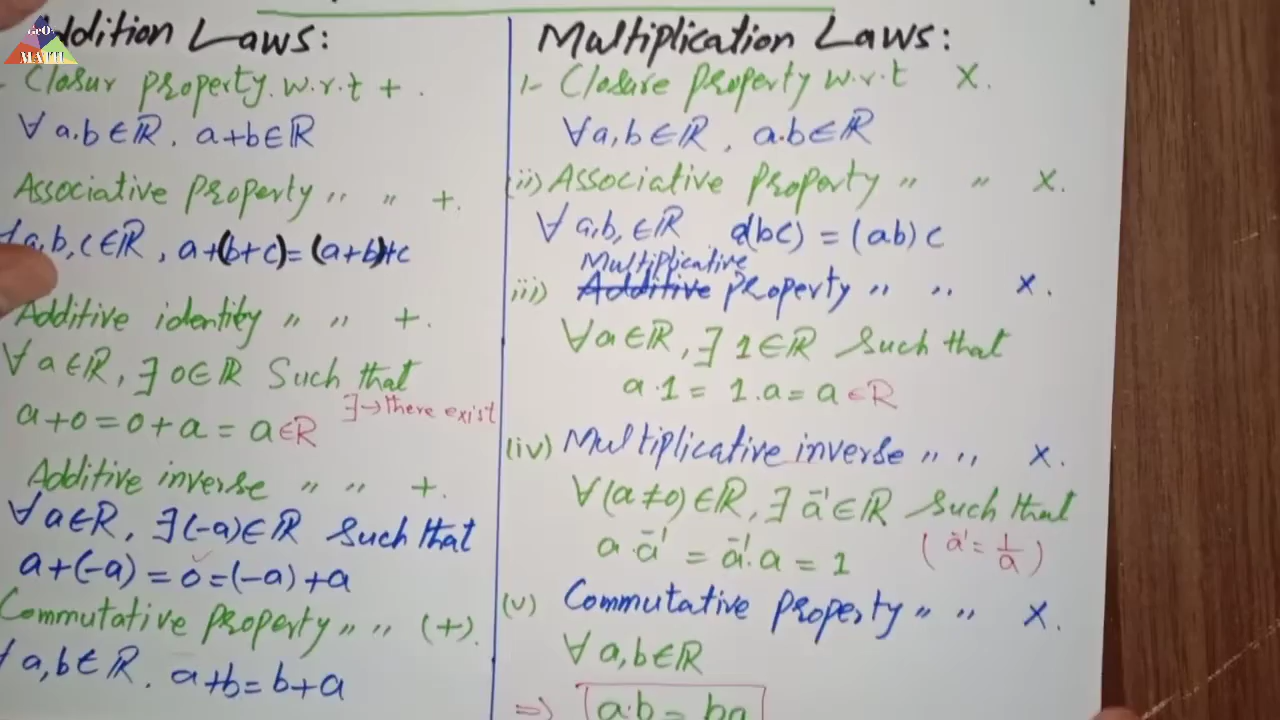 GeO
MATH
ddition Laws:
- Closur property w.r.t + .
∀ a,b ∈ ℝ , a+b ∈ ℝ
Associative property " " +.
∀ a,b,c ∈ ℝ , a+(b+c)=(a+b)+c
Additive identity " " +.
∀ a ∈ ℝ , ∃ 0 ∈ ℝ Such that
a+0=0+a=a ∈ ℝ
∃→there exist
Additive inverse " " +.
∀ a ∈ ℝ , ∃ (-a) ∈ ℝ Such that
a+(-a) = 0 = (-a)+a
Commutative property " " (+).
∀ a,b ∈ ℝ . a+b=b+a
Multiplication Laws:
1- Closure property w.r.t X.
∀ a,b ∈ ℝ , a.b ∈ ℝ
(ii) Associative property " " X.
∀ a,b, ∈ ℝ a(bc) = (ab)c
Multiplicative
iii) Additive property " " X.
∀ a ∈ ℝ , ∃ 1 ∈ ℝ Such that
a.1 = 1.a = a ∈ ℝ
(iv) Multiplicative inverse " " X.
∀ (a≠0) ∈ ℝ , ∃ a⁻¹ ∈ ℝ Such that
a.a⁻¹ = a⁻¹.a = 1 (a⁻¹ = 1/a)
(v) Commutative property " " X.
∀ a,b ∈ ℝ
⇒ a.b = ba